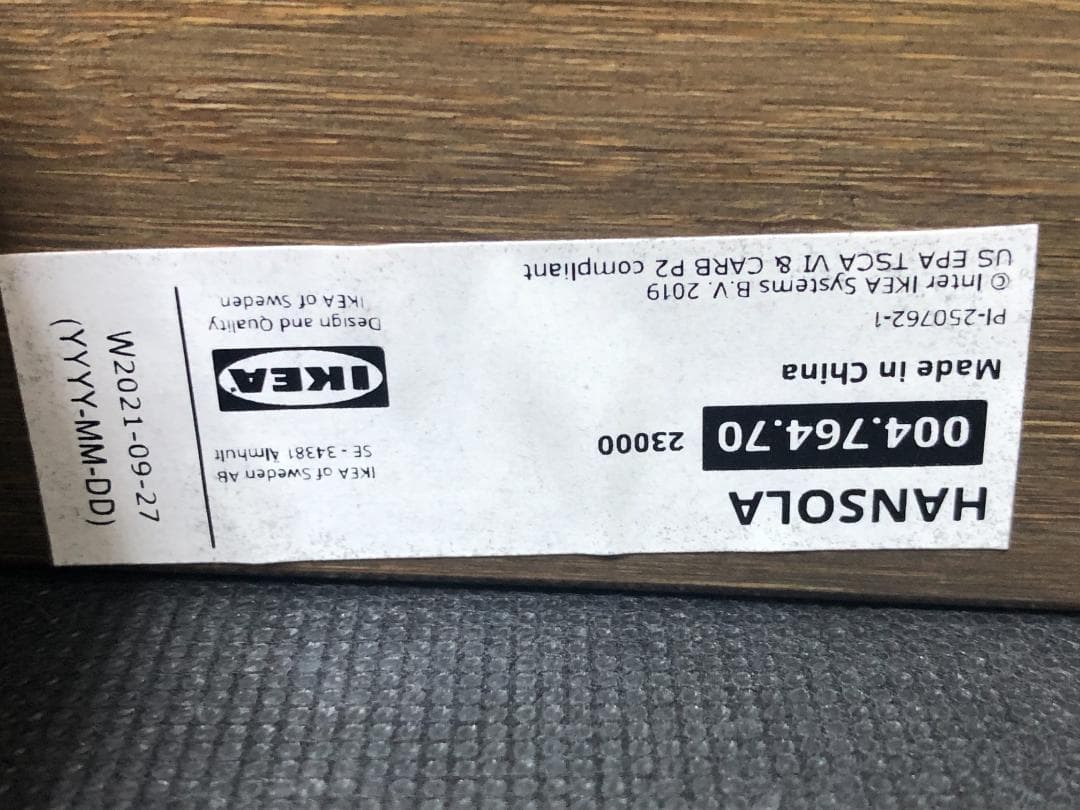 HANSOLA
004.764.70 23000
Made in China
PI-250762-1
© Inter IKEA Systems B.V. 2019
US EPA TSCA VI & CARB P2 compliant
IKEA of Sweden AB
SE - 34381 Älmhult
IKEA
Design and Quality
IKEA of Sweden
W2021-09-27
(YYYY-MM-DD)